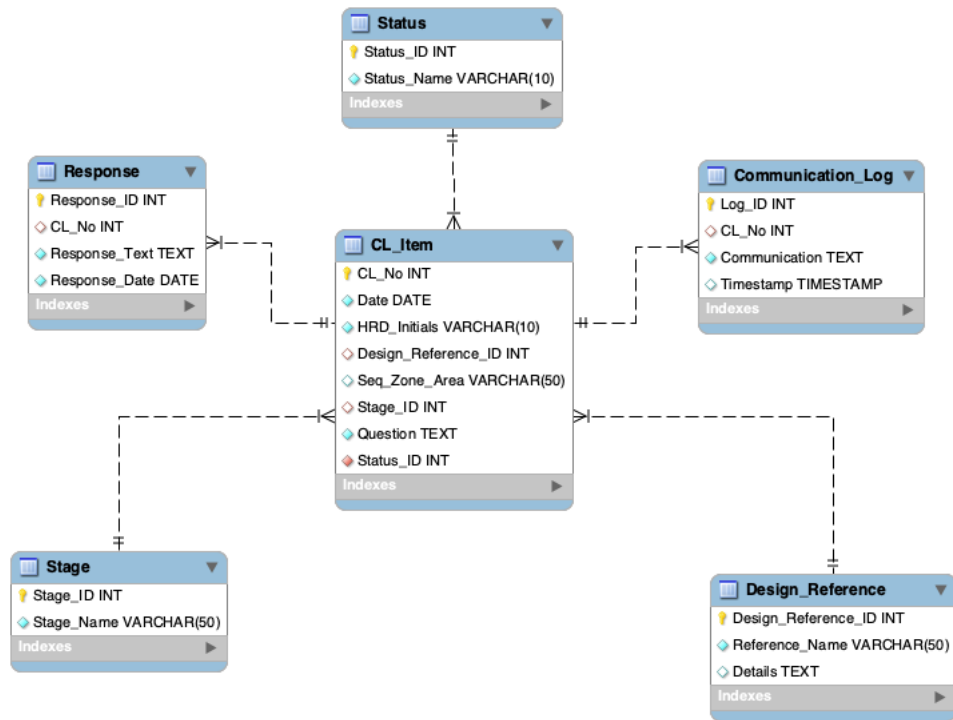 Status
Status_ID INT
Status_Name VARCHAR(10)
Indexes
Response
Response_ID INT
CL_No INT
Response_Text TEXT
Response_Date DATE
Indexes
Communication_Log
Log_ID INT
CL_No INT
Communication TEXT
Timestamp TIMESTAMP
Indexes
CL_Item
CL_No INT
Date DATE
HRD_Initials VARCHAR(10)
Design_Reference_ID INT
Seq_Zone_Area VARCHAR(50)
Stage_ID INT
Question TEXT
Status_ID INT
Indexes
Stage
Stage_ID INT
Stage_Name VARCHAR(50)
Indexes
Design_Reference
Design_Reference_ID INT
Reference_Name VARCHAR(50)
Details TEXT
Indexes